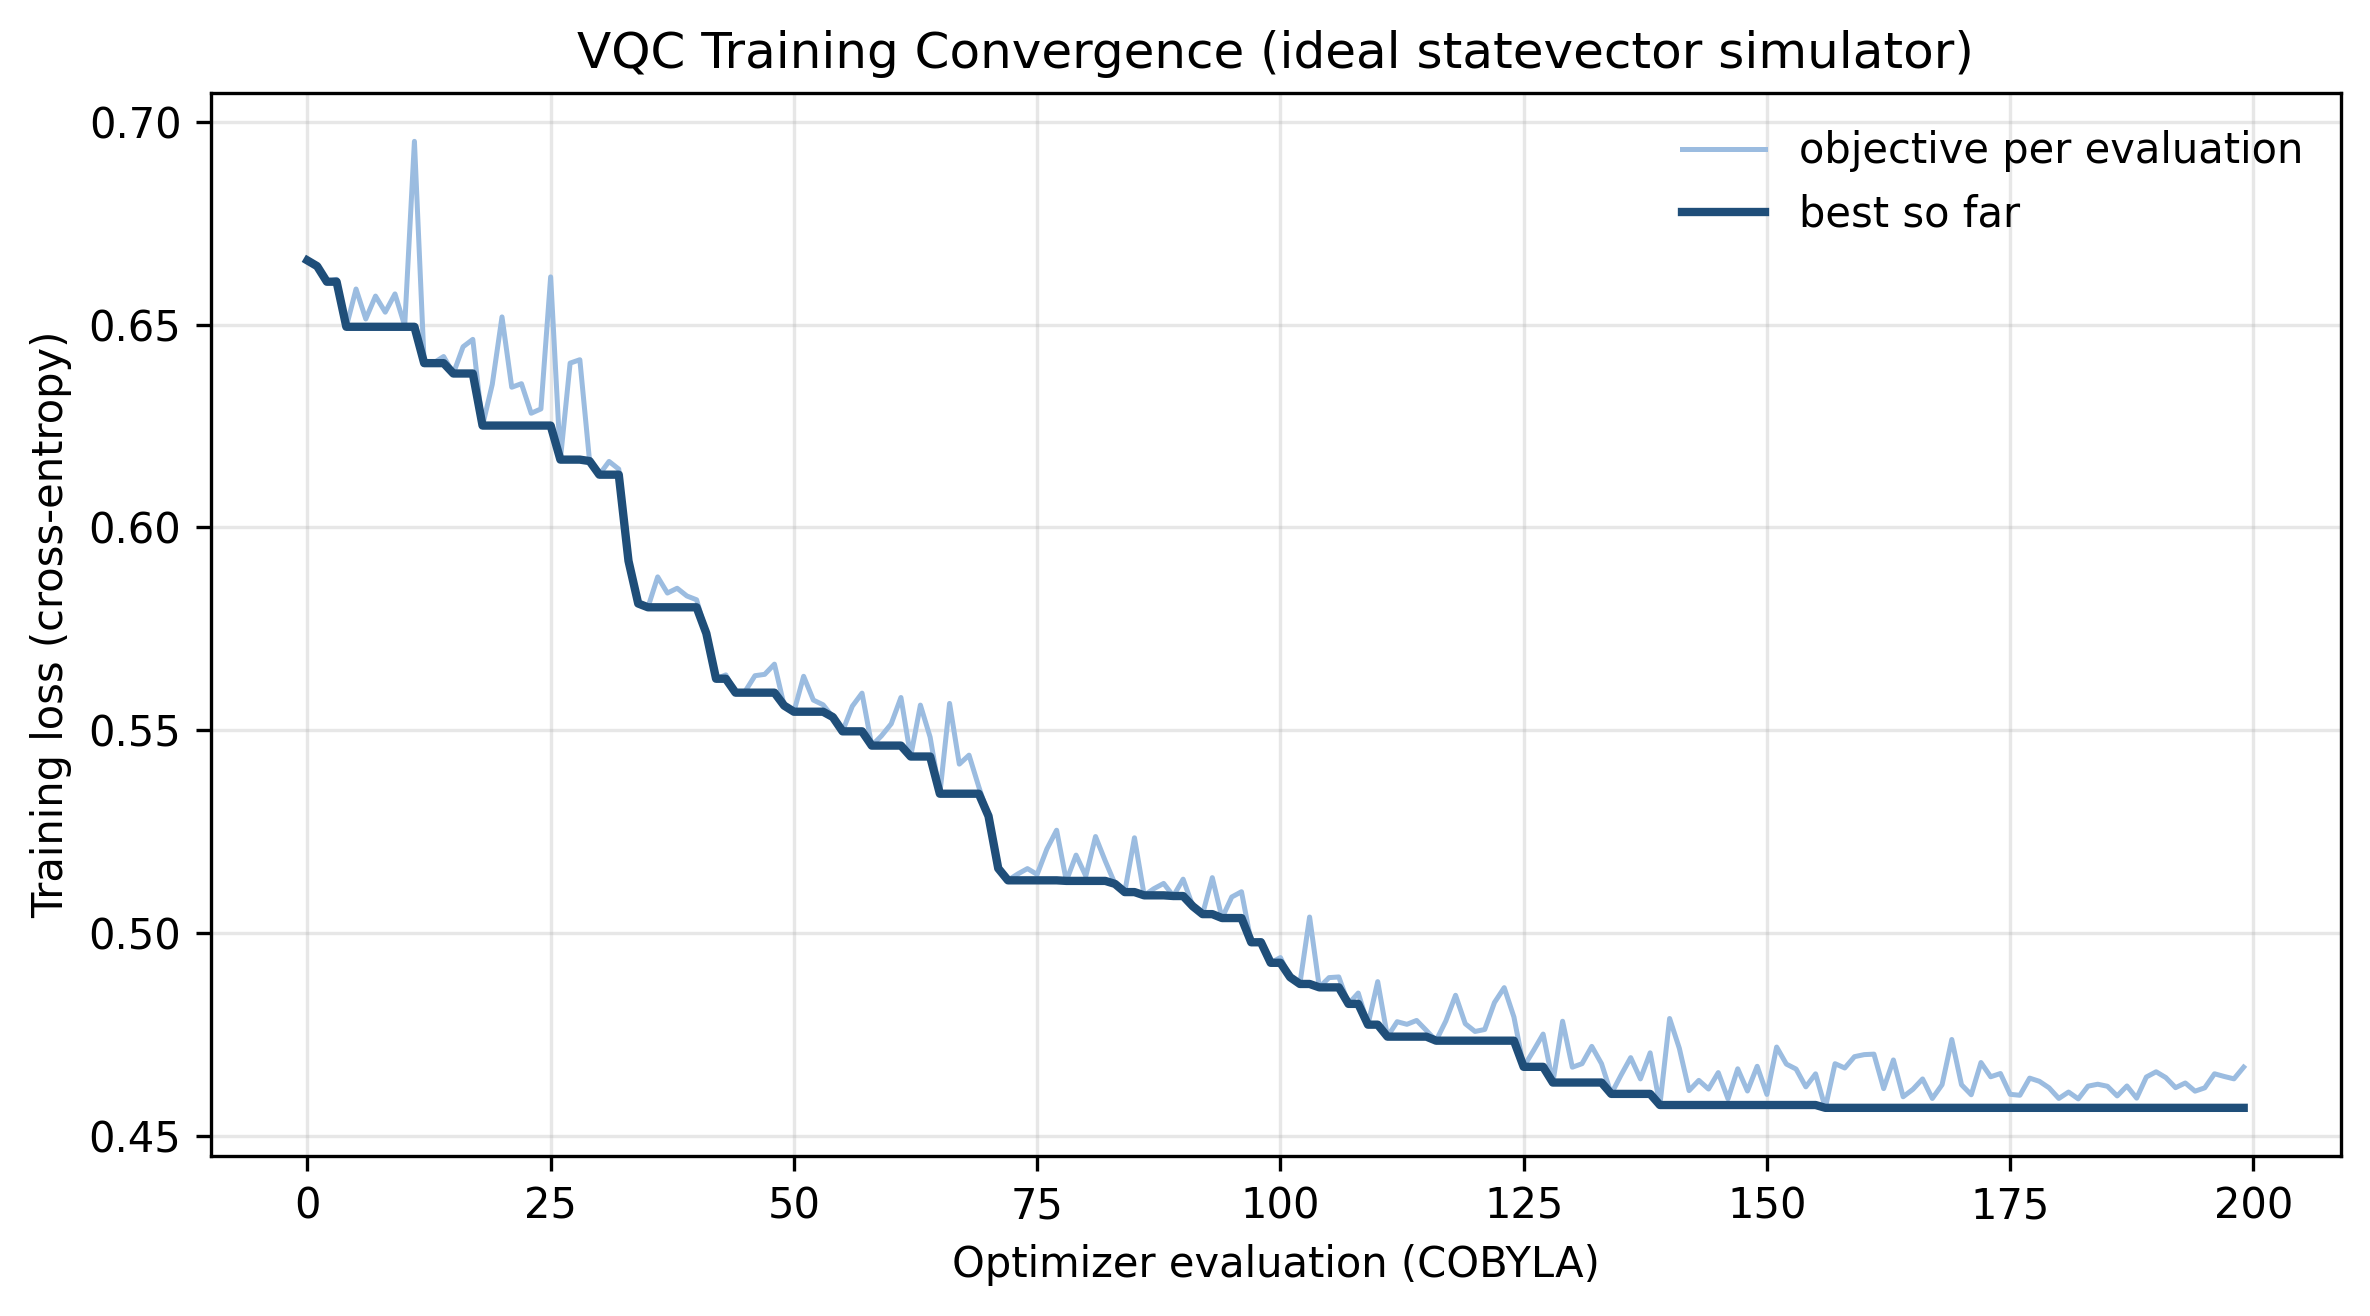 VQC Training Convergence (ideal statevector simulator)
objective per evaluation
best so far
Training loss (cross-entropy)
0.70
0.65
0.60
0.55
0.50
0.45
0 25 50 75 100 125 150 175 200
Optimizer evaluation (COBYLA)